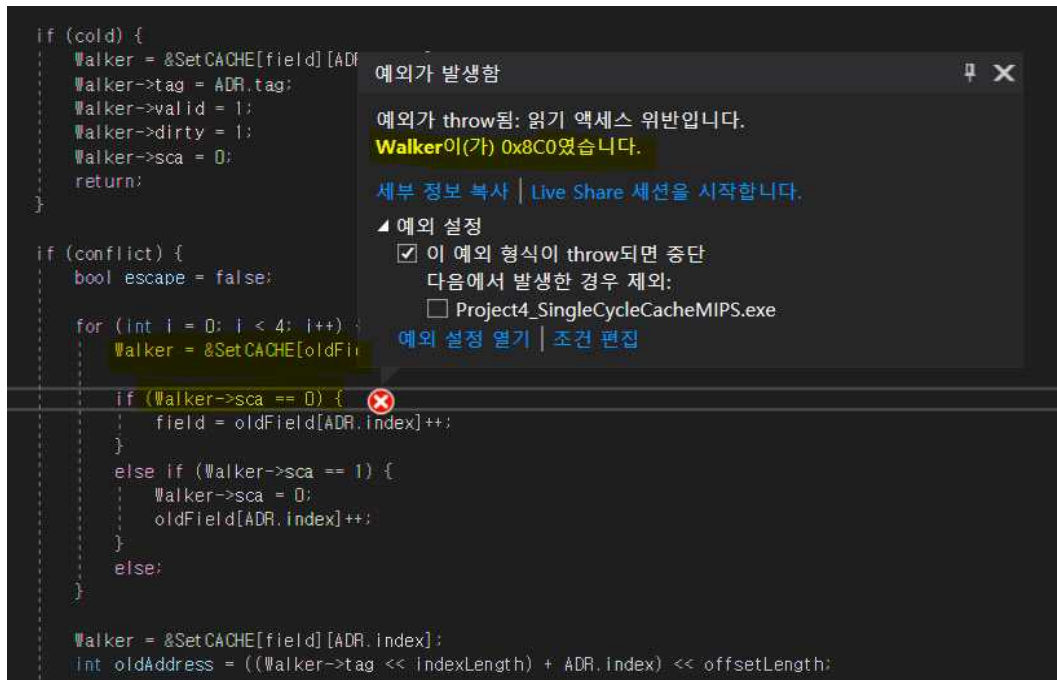 if (cold) {
Walker = &SetCACHE[field][ADR
Walker->tag = ADR.tag;
Walker->valid = 1;
Walker->dirty = 1;
Walker->sca = 0;
return;
}
예외가 발생함
예외가 throw됨: 읽기 액세스 위반입니다.
Walker이(가) 0x8C0였습니다.
세부 정보 복사 | Live Share 세션을 시작합니다.
예외 설정
이 예외 형식이 throw되면 중단
다음에서 발생한 경우 제외:
Project4_SingleCycleCacheMIPS.exe
예외 설정 열기 | 조건 편집
if (conflict) {
bool escape = false;
for (int i = 0; i < 4; i++) {
Walker = &SetCACHE[oldFi
if (Walker->sca == 0) {
field = oldField[ADR.index]++;
}
else if (Walker->sca == 1) {
Walker->sca = 0;
oldField[ADR.index]++;
}
else;
}
Walker = &SetCACHE[field][ADR.index];
int oldAddress = ((Walker->tag << indexLength) + ADR.index) << offsetLength;